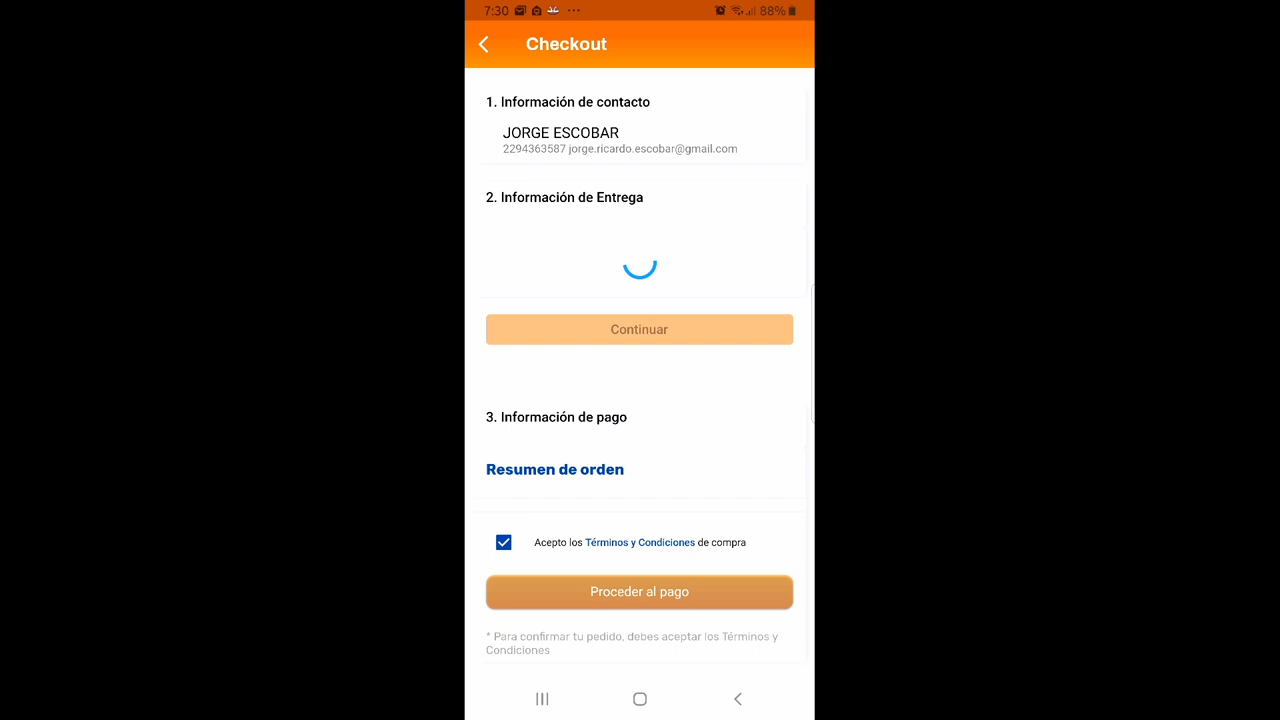 7:30 88%
Checkout
1. Información de contacto
JORGE ESCOBAR
2294363587 jorge.ricardo.escobar@gmail.com
2. Información de Entrega
Continuar
3. Información de pago
Resumen de orden
Acepto los Términos y Condiciones de compra
Proceder al pago
* Para confirmar tu pedido, debes aceptar los Términos y
Condiciones